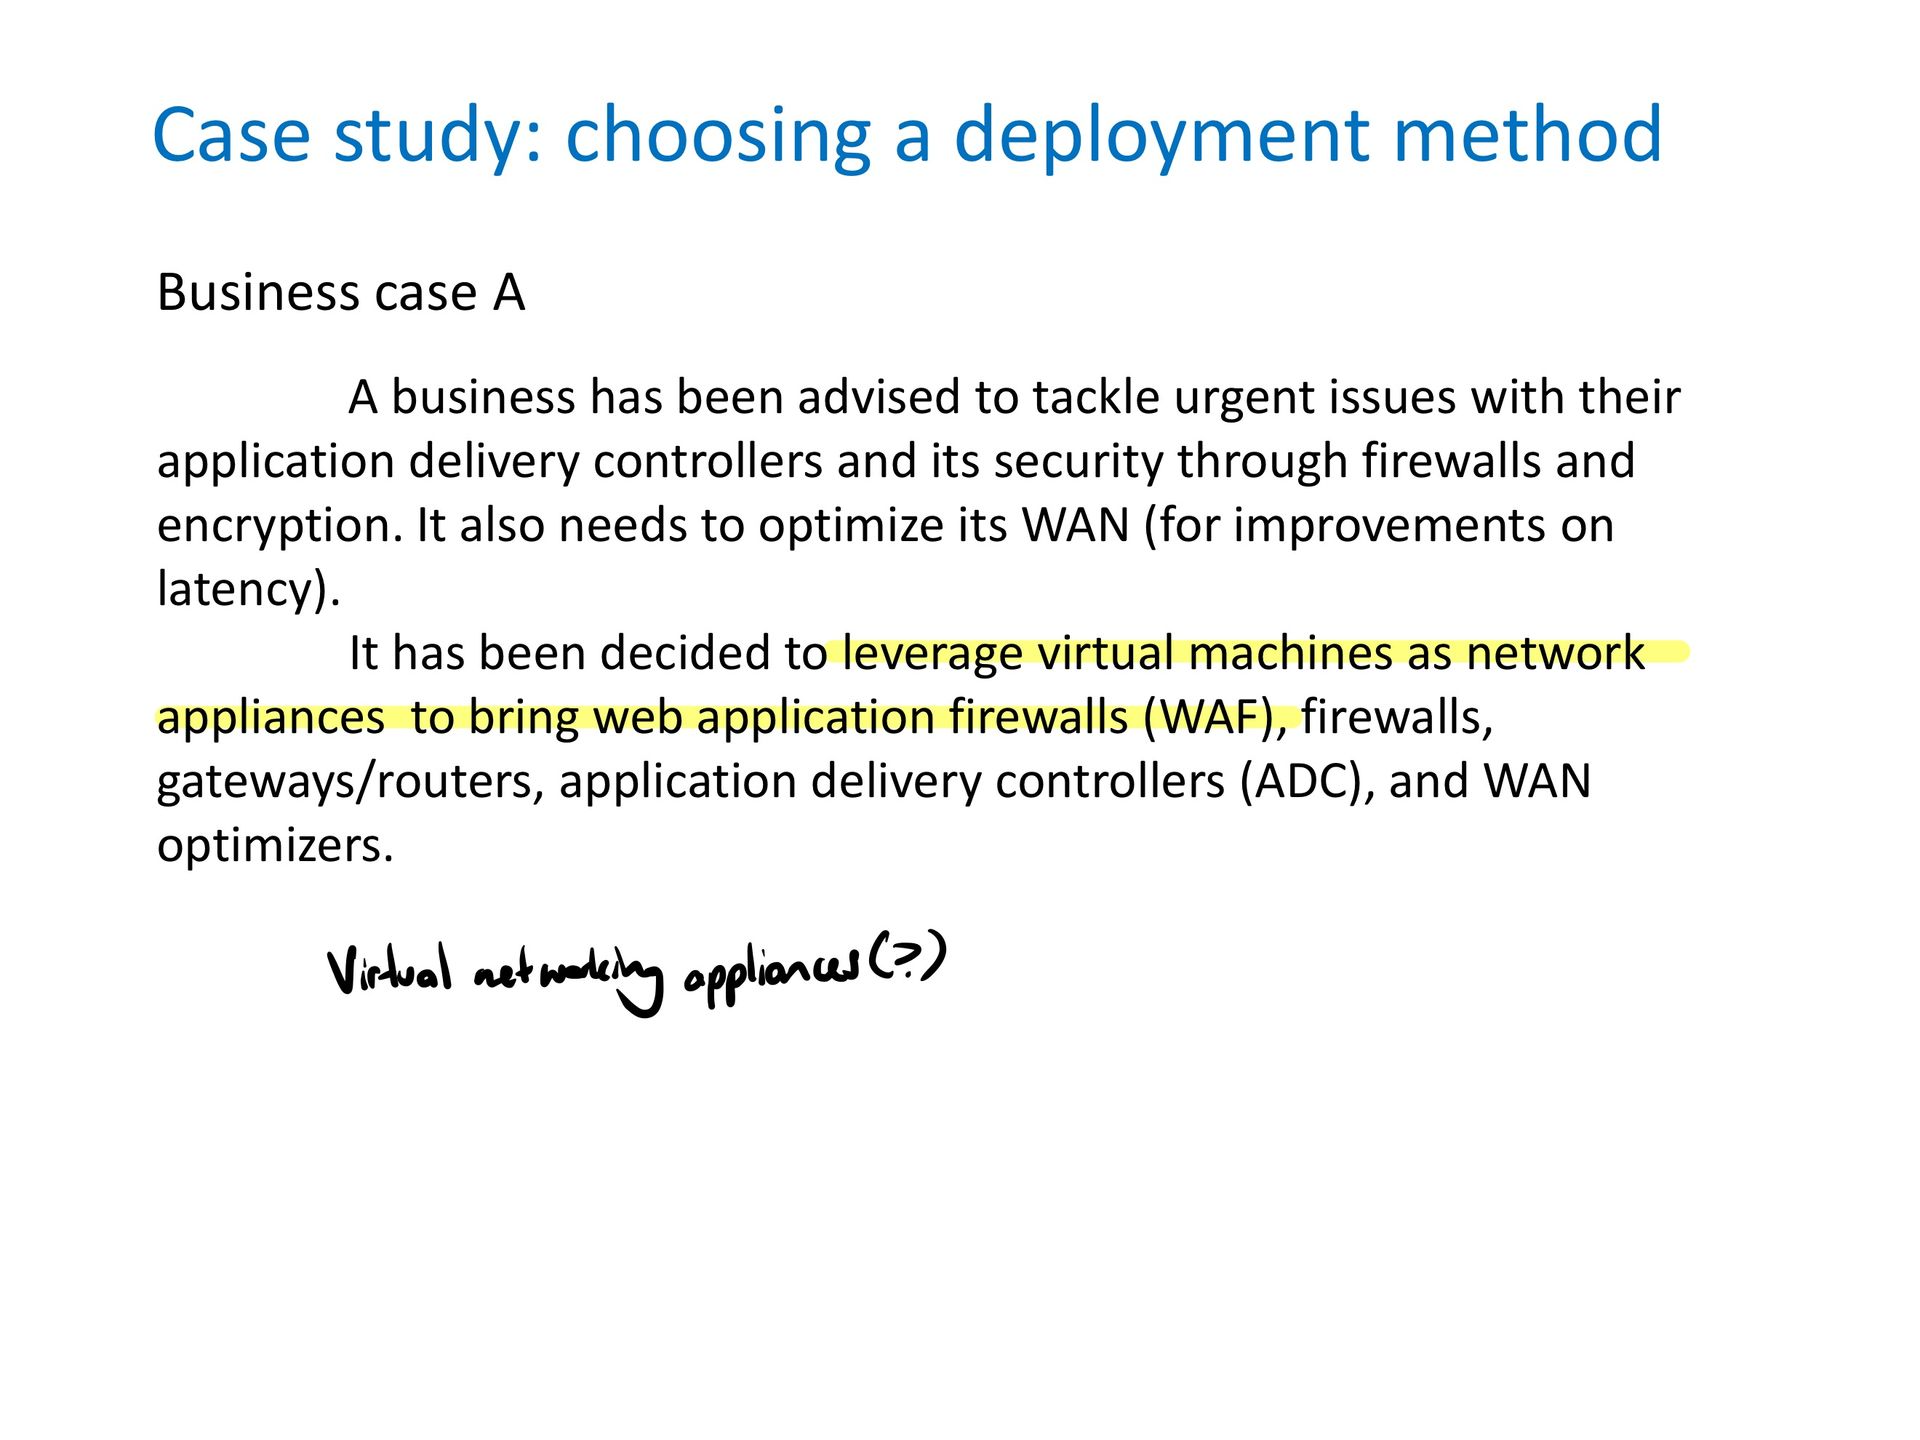 Case study: choosing a deployment method
Business case A
A business has been advised to tackle urgent issues with their
application delivery controllers and its security through firewalls and
encryption. It also needs to optimize its WAN (for improvements on
latency).
It has been decided to leverage virtual machines as network
appliances  to bring web application firewalls (WAF), firewalls,
gateways/routers, application delivery controllers (ADC), and WAN
optimizers.
Virtual networking appliances(?)